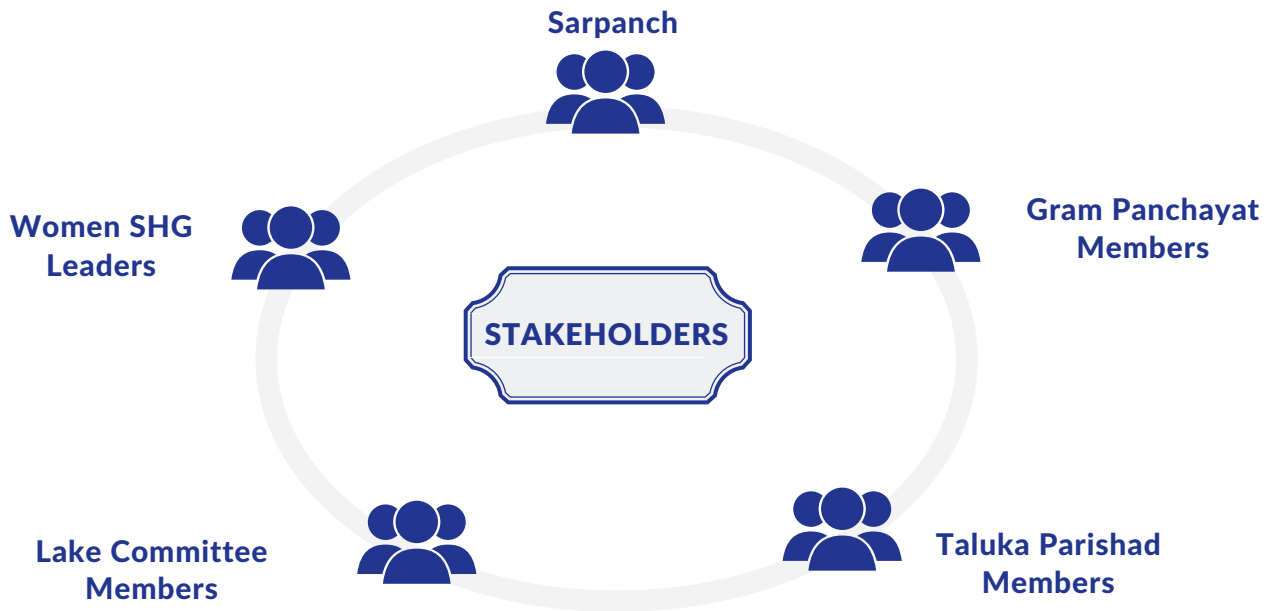 Sarpanch
Women SHG
Leaders
Gram Panchayat
Members
STAKEHOLDERS
Lake Committee
Members
Taluka Parishad
Members